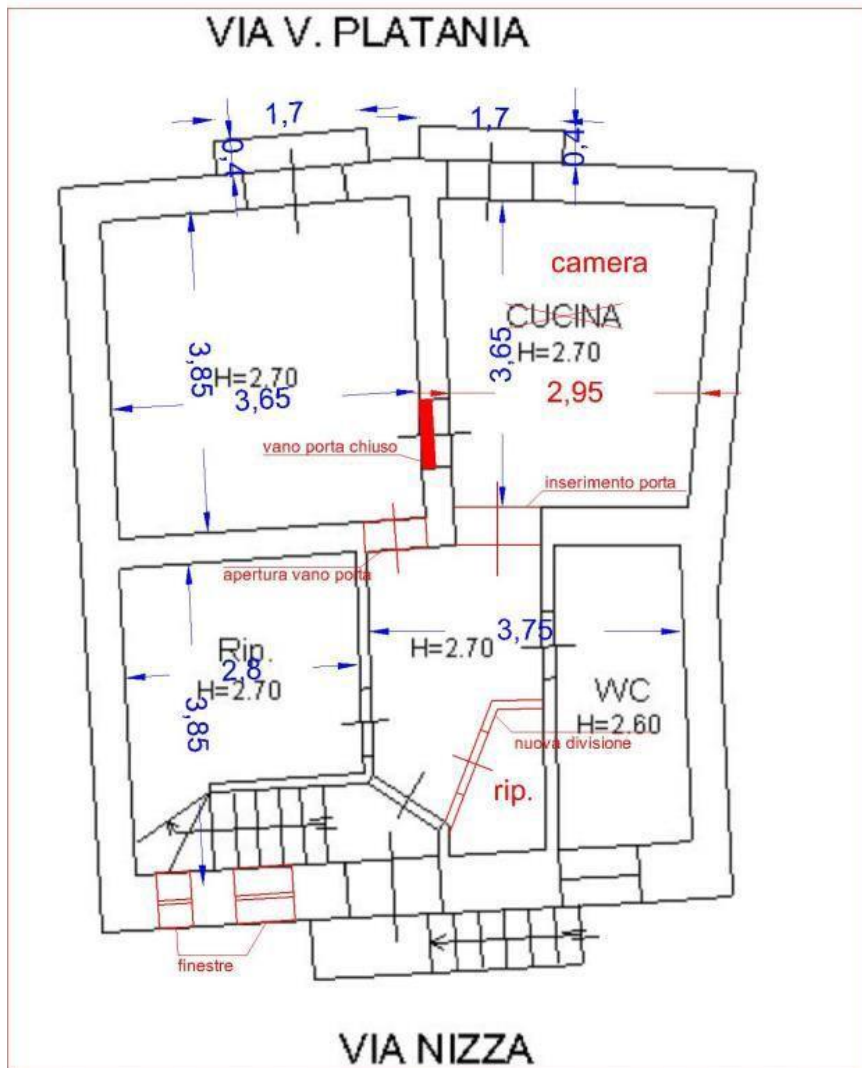 VIA V. PLATANIA
1,7
1,7
0,4
0,4
camera
CUCINA
H=2.70
3,65
2,95
3,85
H=2.70
3,65
vano porta chiuso
inserimento porta
apertura vano porta
Rip.
2,8
H=2.70
3,85
3,75
H=2.70
WC
H=2.60
nuova divisione
rip.
finestre
VIA NIZZA